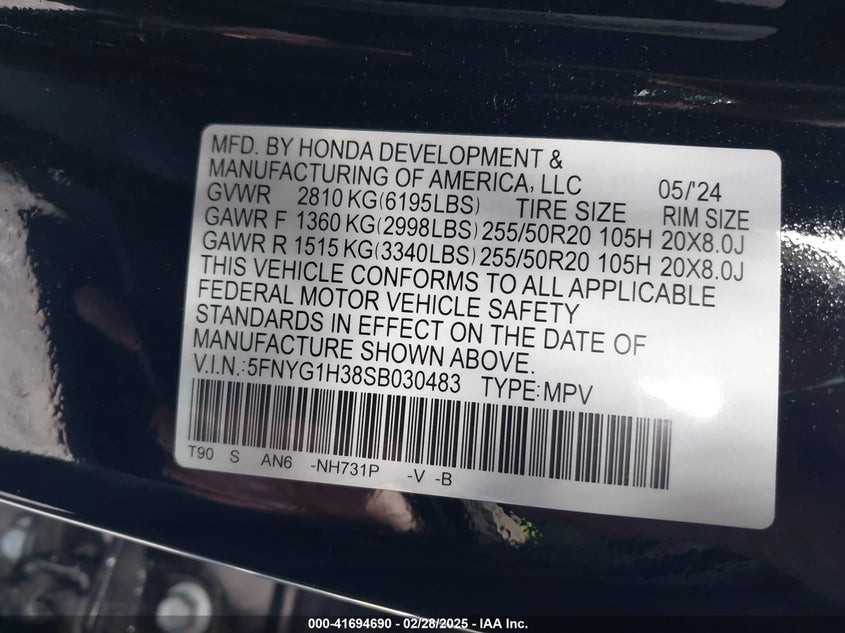 MFD. BY HONDA DEVELOPMENT &
MANUFACTURING OF AMERICA, LLC 05/'24
GVWR 2810 KG(6195LBS) TIRE SIZE RIM SIZE
GAWR F 1360 KG(2998LBS) 255/50R20 105H 20X8.0J
GAWR R 1515 KG(3340LBS) 255/50R20 105H 20X8.0J
THIS VEHICLE CONFORMS TO ALL APPLICABLE
FEDERAL MOTOR VEHICLE SAFETY
STANDARDS IN EFFECT ON THE DATE OF
MANUFACTURE SHOWN ABOVE.
V.I.N.:5FNYG1H38SB030483 TYPE:MPV
T90 S AN6 -NH731P -V -B
000-41694690 - 02/28/2025 - IAA Inc.